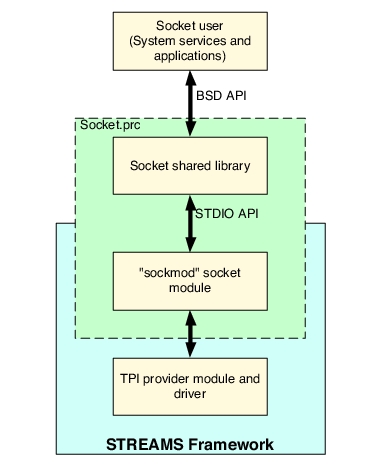 Socket user
(System services and
applications)
BSD API
Socket.prc
Socket shared library
STDIO API
"sockmod" socket
module
TPI provider module and
driver
STREAMS Framework